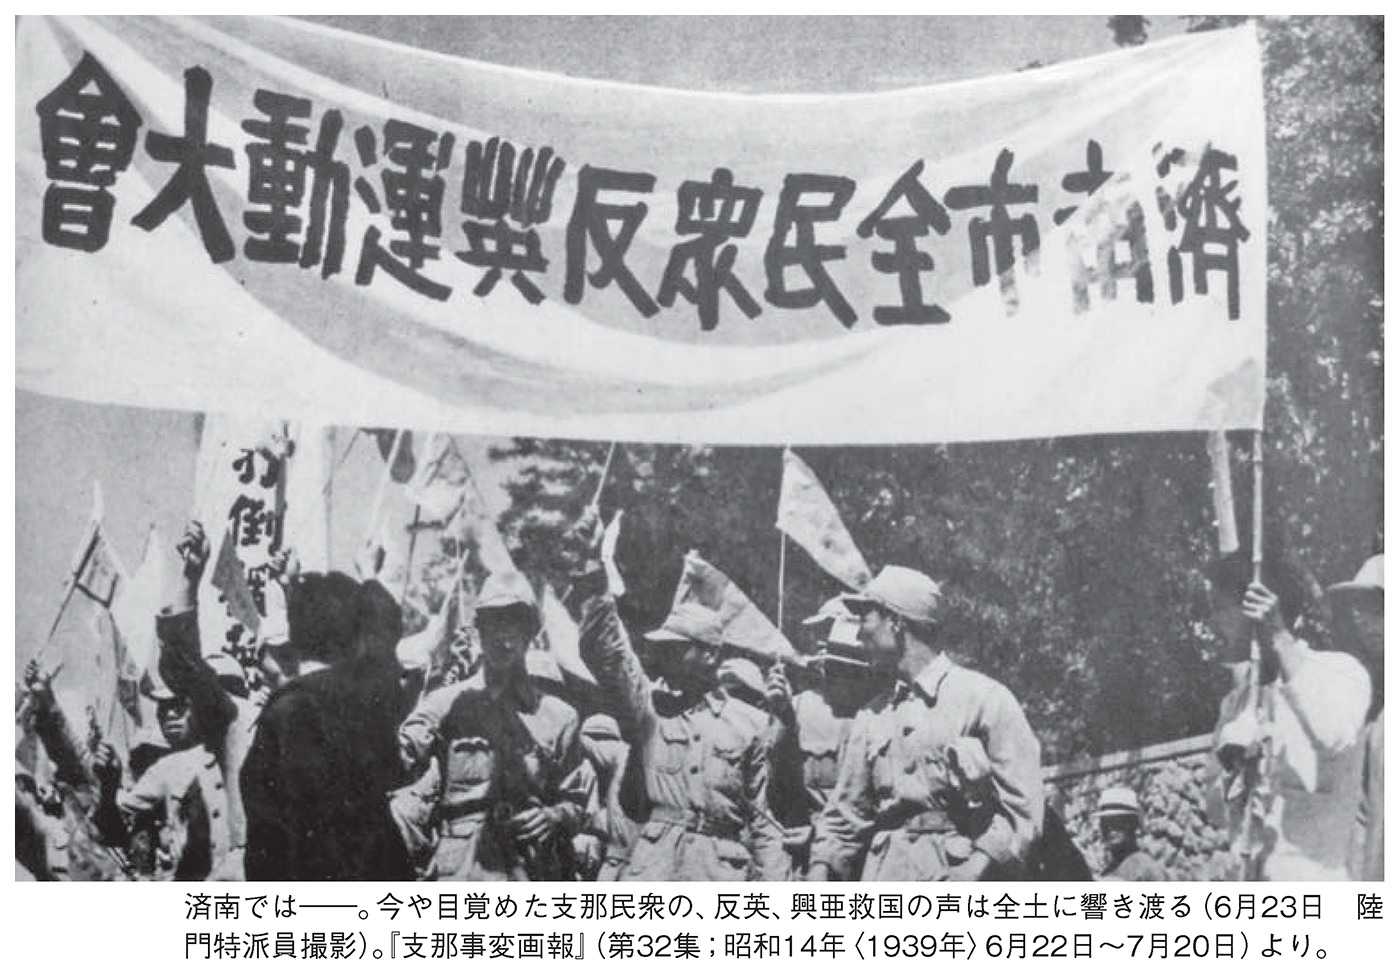 濟南市全民衆反英運動大會
打倒
済南では――。今や目覚めた支那民衆の、反英、興亜救国の声は全土に響き渡る（6月23日　陸
門特派員撮影）。『支那事変画報』（第32集；昭和14年〈1939年〉6月22日～7月20日）より。